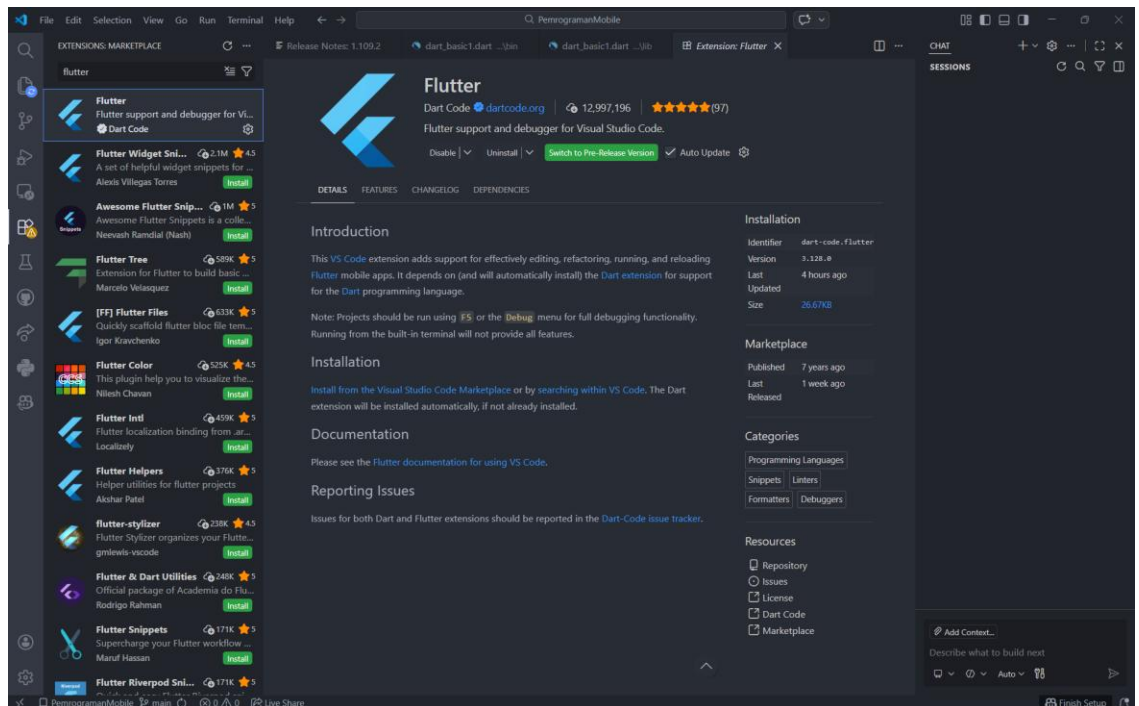 File Edit Selection View Go Run Terminal Help
PemrogramanMobile
EXTENSIONS: MARKETPLACE
flutter
Flutter
Flutter support and debugger for Vi...
Dart Code
Flutter Widget Sni... 2.1M 4.5
A set of helpful widget snippets for ...
Alexis Villegas Torres Install
Awesome Flutter Snip... 1M 5
Awesome Flutter Snippets is a colle...
Neevash Ramdial (Nash) Install
Snippets
Flutter Tree 589K 5
Extension for Flutter to build basic ...
Marcelo Velasquez Install
[FF] Flutter Files 633K 5
Quickly scaffold flutter bloc file tem...
Igor Kravchenko Install
Flutter Color 525K 4.5
This plugin help you to visualize the...
Nilesh Chavan Install
Flutter Intl 459K 5
Flutter localization binding from .ar...
Localizely Install
Flutter Helpers 376K 5
Helper utilities for flutter projects
Akshar Patel Install
flutter-stylizer 238K 4.5
Flutter Stylizer organizes your Flutte...
gmlewis-vscode Install
Flutter & Dart Utilities 248K 5
Official package of Academia do Flu...
Rodrigo Rahman Install
Flutter Snippets 171K 5
Supercharge your Flutter workflow ...
Maruf Hassan Install
Flutter Riverpod Sni... 171K 5
Release Notes: 1.109.2
dart_basic1.dart ...\bin
dart_basic1.dart ...\lib
Extension: Flutter
Flutter
Dart Code dartcode.org 12,997,196 (97)
Flutter support and debugger for Visual Studio Code.
Disable Uninstall Switch to Pre-Release Version Auto Update
DETAILS FEATURES CHANGELOG DEPENDENCIES
Introduction
This VS Code extension adds support for effectively editing, refactoring, running, and reloading
Flutter mobile apps. It depends on (and will automatically install) the Dart extension for support
for the Dart programming language.
Note: Projects should be run using F5 or the Debug menu for full debugging functionality.
Running from the built-in terminal will not provide all features.
Installation
Install from the Visual Studio Code Marketplace or by searching within VS Code. The Dart
extension will be installed automatically, if not already installed.
Documentation
Please see the Flutter documentation for using VS Code.
Reporting Issues
Issues for both Dart and Flutter extensions should be reported in the Dart-Code issue tracker.
Installation
Identifier dart-code.flutter
Version 3.128.0
Last Updated 4 hours ago
Size 26.67KB
Marketplace
Published 7 years ago
Last Released 1 week ago
Categories
Programming Languages
Snippets Linters
Formatters Debuggers
Resources
Repository
Issues
License
Dart Code
Marketplace
CHAT
SESSIONS
Add Context...
Describe what to build next
Auto
PemrogramanMobile main 0 0 Live Share
Finish Setup